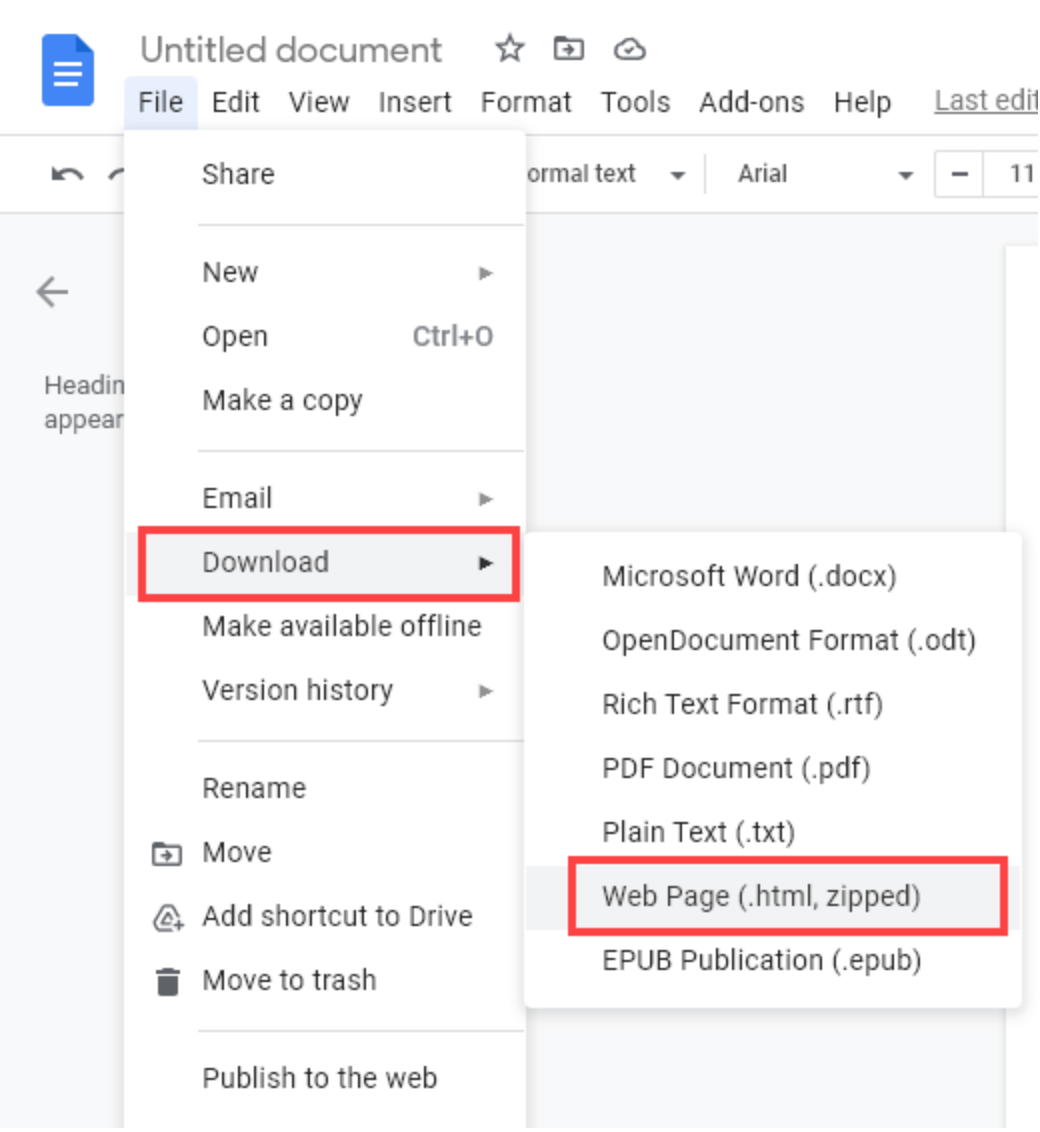 Untitled document
File Edit View Insert Format Tools Add-ons Help Last edit
ormal text Arial 11
Share
New
Open Ctrl+O
Make a copy
Headin
appear
Email
Download
Make available offline
Version history
Microsoft Word (.docx)
OpenDocument Format (.odt)
Rich Text Format (.rtf)
PDF Document (.pdf)
Plain Text (.txt)
Web Page (.html, zipped)
EPUB Publication (.epub)
Rename
Move
Add shortcut to Drive
Move to trash
Publish to the web